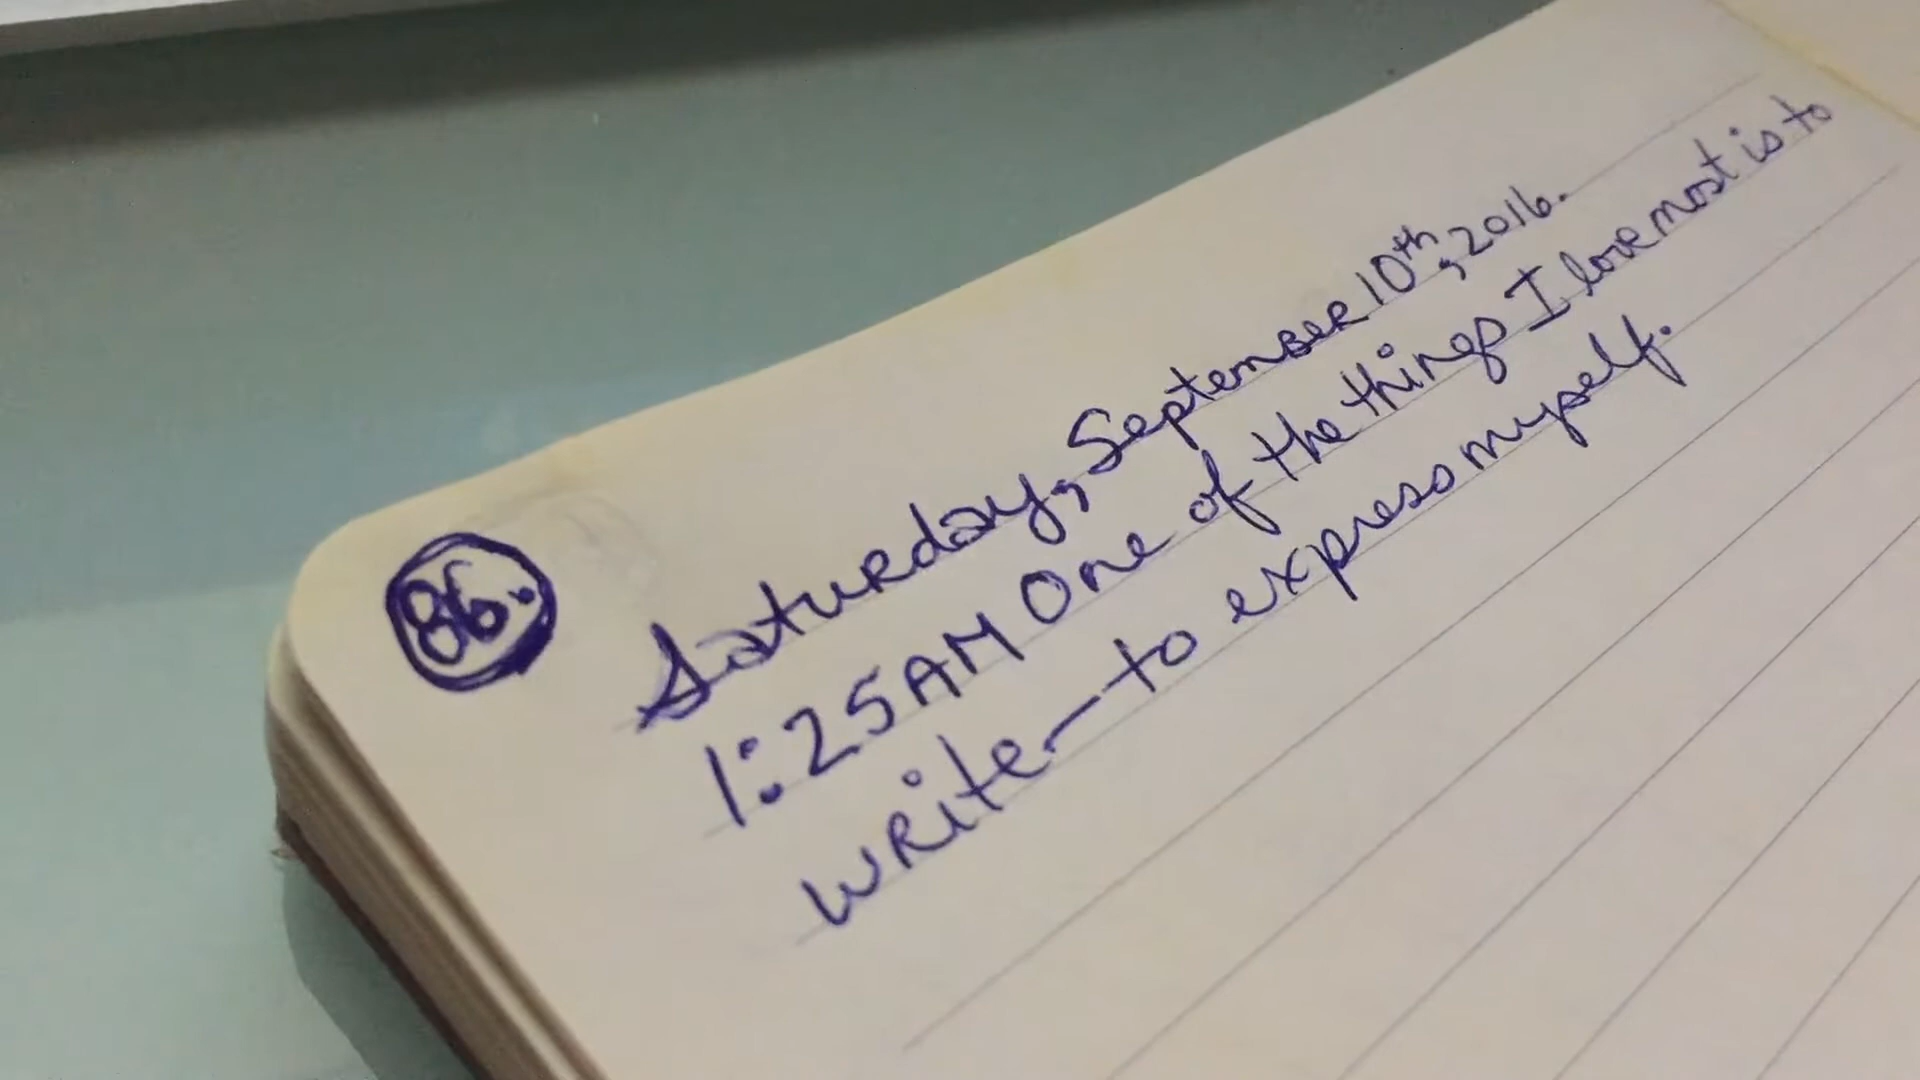 86.
Saturday, September 10th, 2016.
1:25AM One of the things I love most is to
write—to express myself.